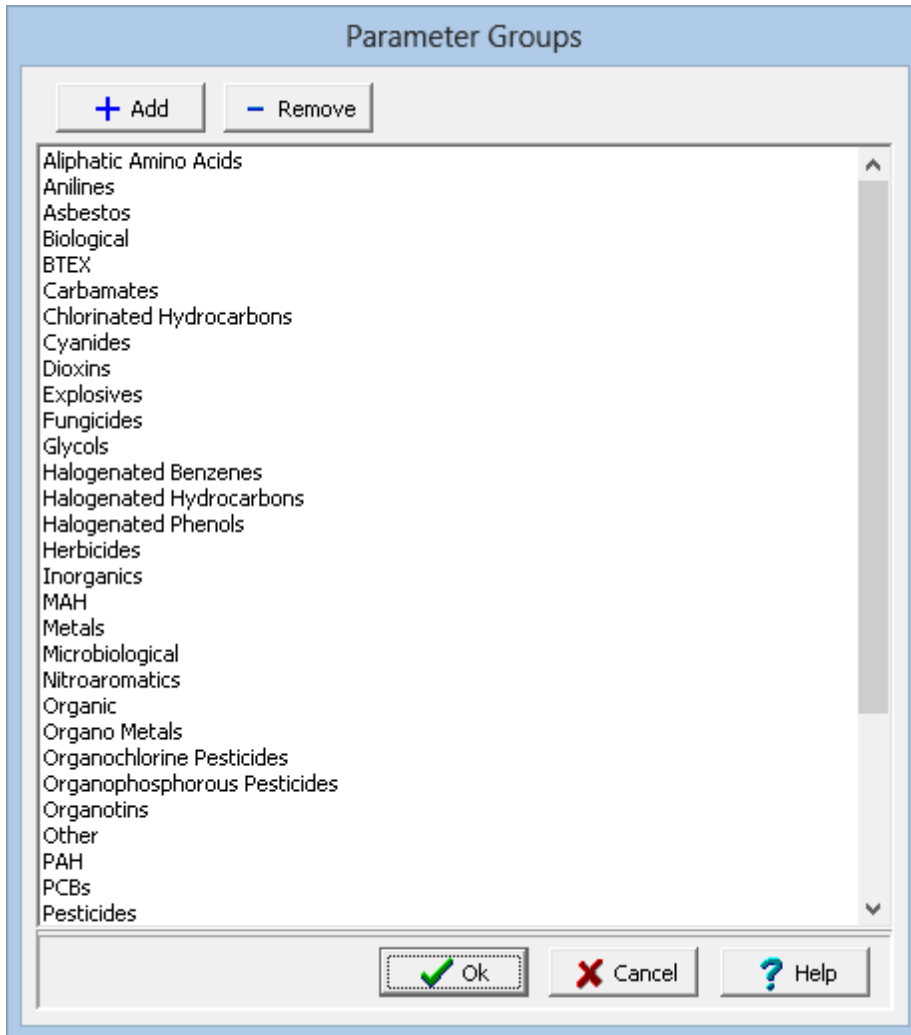 Parameter Groups
Add Remove
Aliphatic Amino Acids
Anilines
Asbestos
Biological
BTEX
Carbamates
Chlorinated Hydrocarbons
Cyanides
Dioxins
Explosives
Fungicides
Glycols
Halogenated Benzenes
Halogenated Hydrocarbons
Halogenated Phenols
Herbicides
Inorganics
MAH
Metals
Microbiological
Nitroaromatics
Organic
Organo Metals
Organochlorine Pesticides
Organophosphorous Pesticides
Organotins
Other
PAH
PCBs
Pesticides
Ok Cancel Help